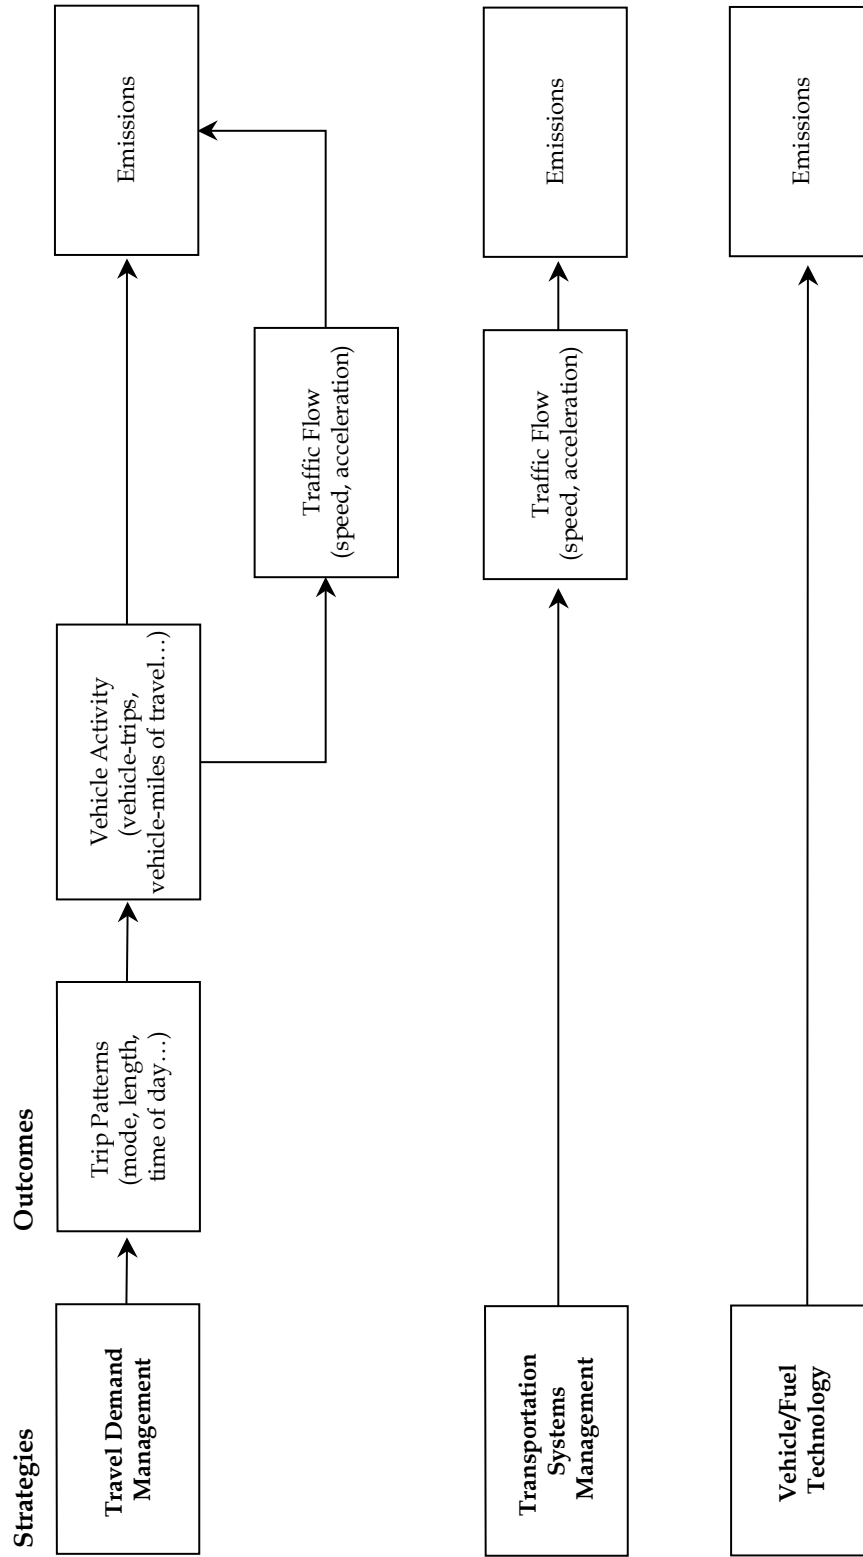 Strategies
Outcomes
Travel Demand
Management
Trip Patterns
(mode, length,
time of day…)
Vehicle Activity
(vehicle-trips,
vehicle-miles of travel…)
Emissions
Traffic Flow
(speed, acceleration)
Transportation
Systems
Management
Traffic Flow
(speed, acceleration)
Emissions
Vehicle/Fuel
Technology
Emissions